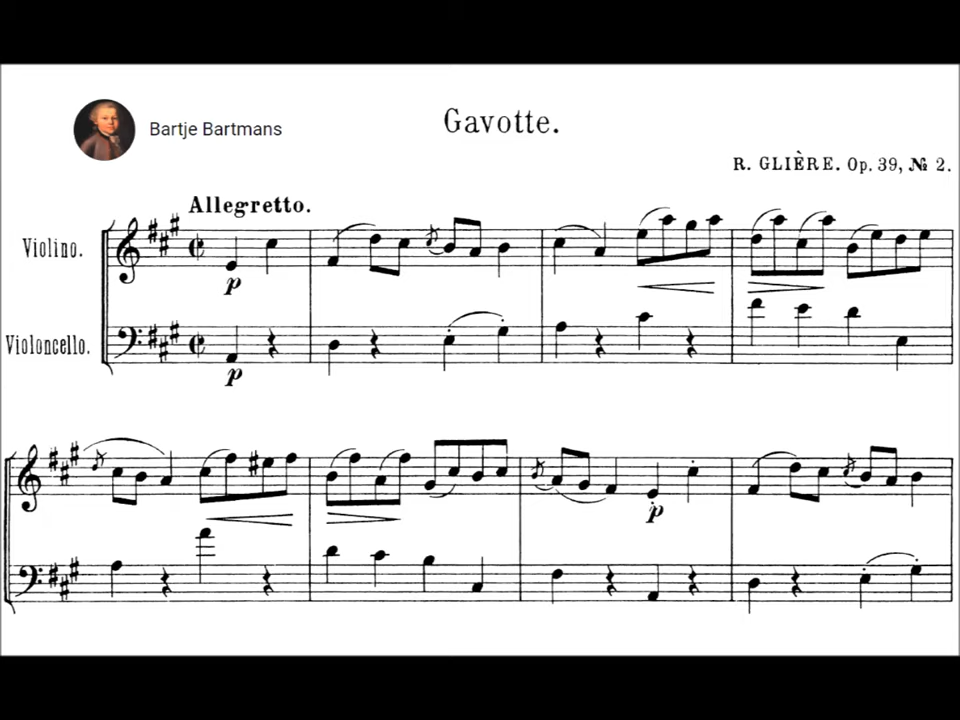 Gavotte.
Bartje Bartmans
R. GLIÈRE. Op. 39, № 2.
Allegretto.
Violino.
p
Violoncello.
p
p